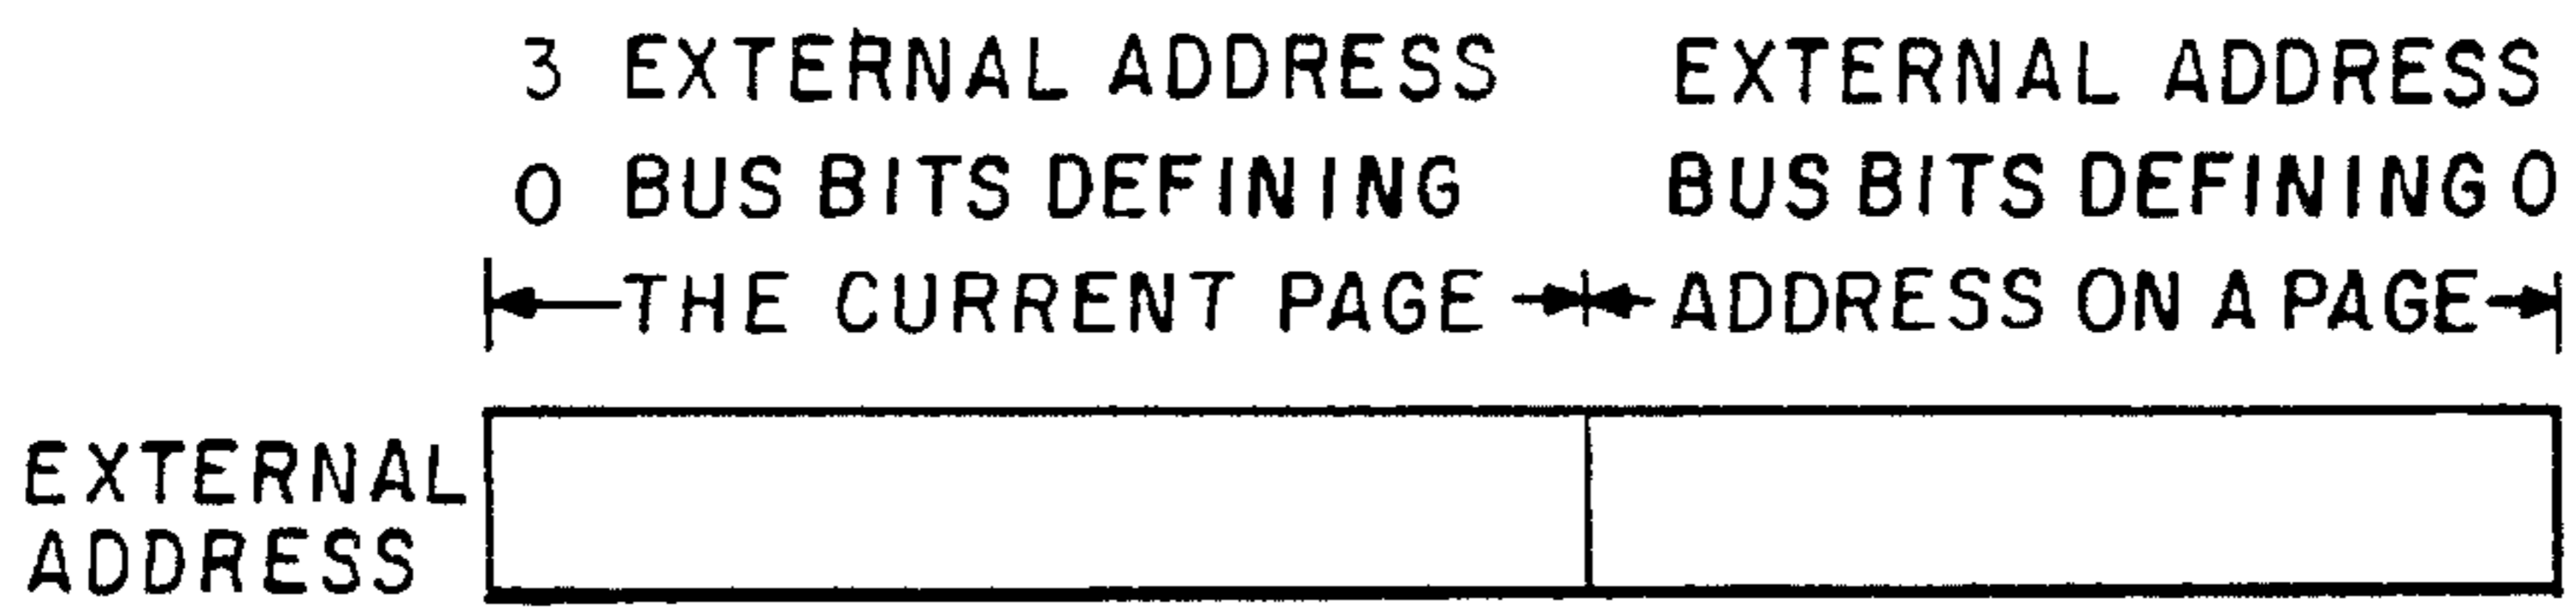 3 EXTERNAL ADDRESS EXTERNAL ADDRESS
0 BUS BITS DEFINING BUS BITS DEFINING 0
THE CURRENT PAGE ADDRESS ON A PAGE
EXTERNAL
ADDRESS